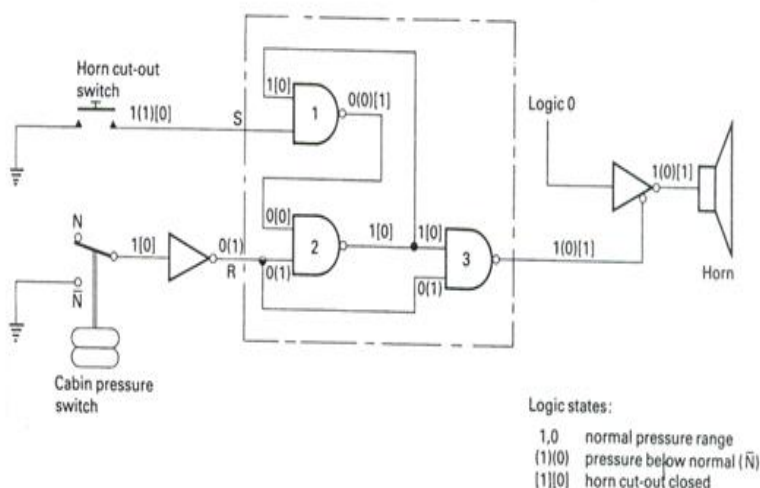 Horn cut-out
switch
1(1)[0]
S
1[0]
1
0(0)[1]
Logic 0
1(0)[1]
Horn
N
1[0]
0(1)
R
0[0]
0(1)
2
1[0]
1[0]
0(1)
3
1(0)[1]
N̄
Cabin pressure
switch
Logic states:
1,0 normal pressure range
(1)(0) pressure below normal (N̄)
[1][0] horn cut-out closed